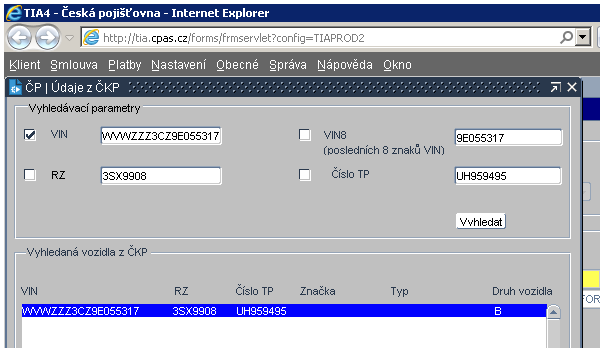 TIA4 - Česká pojišťovna - Internet Explorer
http://tia.cpas.cz/forms/frmservlet?config=TIAPROD2
Klient Smlouva Platby Nastavení Obecné Správa Nápověda Okno
ČP | Údaje z ČKP
Vyhledávací parametry
VIN WVWZZZ3CZ9E055317 VIN8 9E055317
(posledních 8 znaků VIN)
RZ 3SX9908 Číslo TP UH959495
Vyhledat
Vyhledaná vozidla z ČKP
VIN RZ Číslo TP Značka Typ Druh vozidla
WVWZZZ3CZ9E055317 3SX9908 UH959495 B